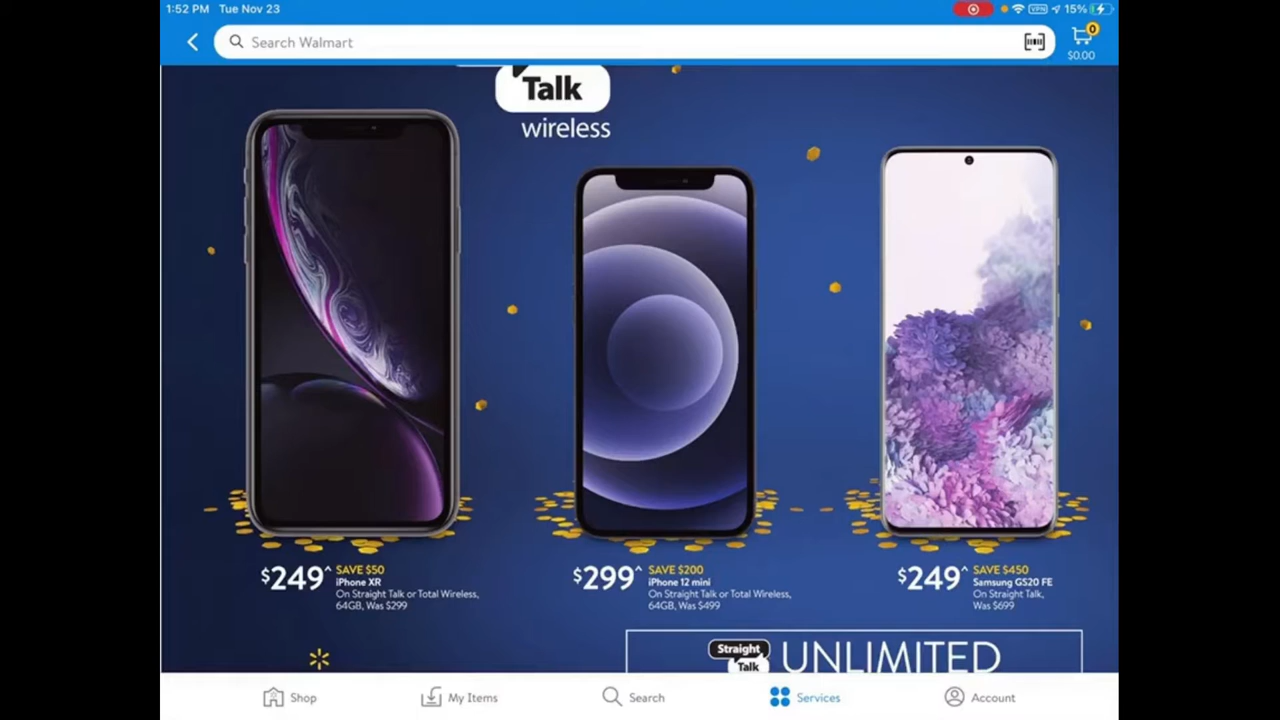 1:52 PM Tue Nov 23
VPN 15%
Search Walmart
0
$0.00
Talk
wireless
$249^ SAVE $50
iPhone XR
On Straight Talk or Total Wireless,
64GB, Was $299
$299^ SAVE $200
iPhone 12 mini
On Straight Talk or Total Wireless,
64GB, Was $499
$249^ SAVE $450
Samsung GS20 FE
On Straight Talk,
Was $699
Straight
Talk
UNLIMITED
Shop
My Items
Search
Services
Account